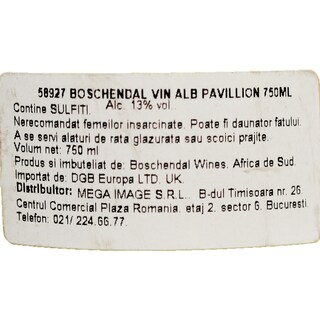 58927 BOSCHENDAL VIN ALB PAVILLION 750ML
Contine SULFITI. Alc. 13% vol
Nerecomandat femeilor insarcinate. Poate fi daunator fatului.
A se servi alaturi de rata glazurata sau scoici prajite.
Volum net: 750 ml
Produs si imbuteliat de: Boschendal Wines. Africa de Sud.
Importat de: DGB Europa LTD. UK.
Distribuitor: MEGA IMAGE S.R.L.. B-dul Timisoara nr. 26.
Centrul Comercial Plaza Romania. etaj 2. sector 6. Bucuresti
Telefon: 021/ 224.66.77.